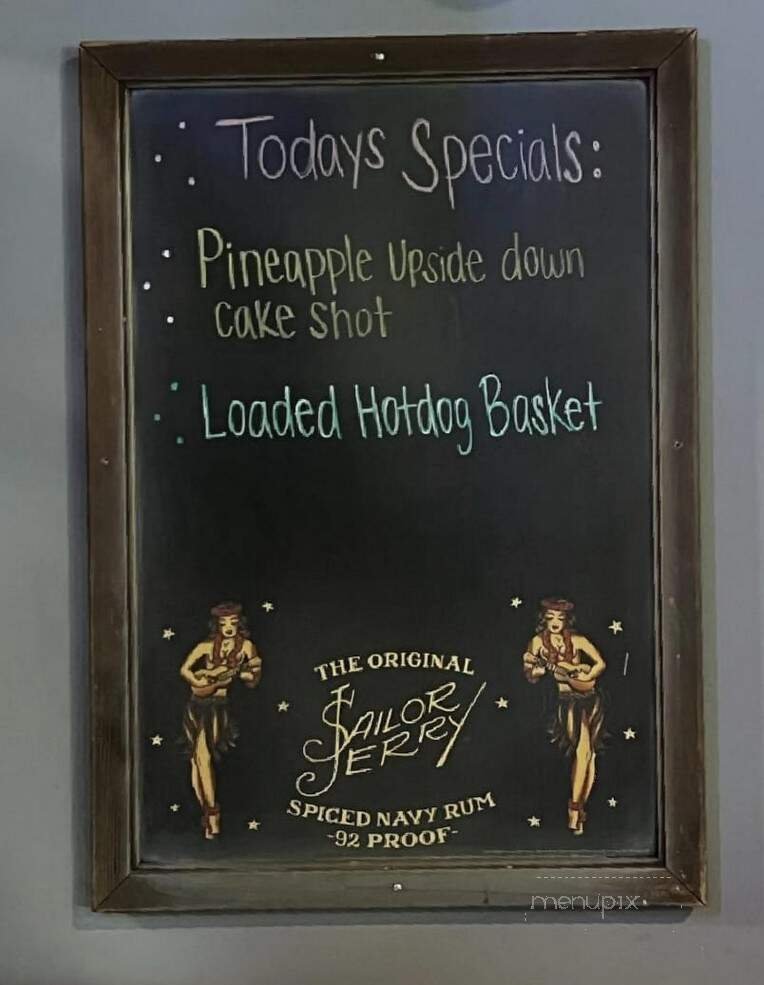 Todays Specials:
Pineapple Upside down
cake shot
Loaded Hotdog Basket
THE ORIGINAL
SAILOR
JERRY
SPICED NAVY RUM
-92 PROOF-
menupix